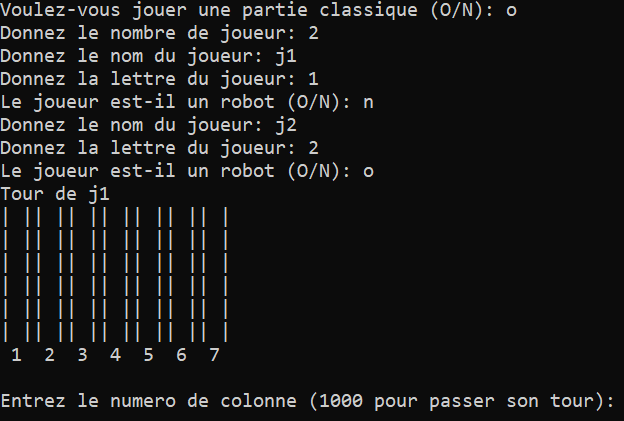 Voulez-vous jouer une partie classique (O/N): o
Donnez le nombre de joueur: 2
Donnez le nom du joueur: j1
Donnez la lettre du joueur: 1
Le joueur est-il un robot (O/N): n
Donnez le nom du joueur: j2
Donnez la lettre du joueur: 2
Le joueur est-il un robot (O/N): o
Tour de j1
| || || || || || || |
| || || || || || || |
| || || || || || || |
| || || || || || || |
| || || || || || || |
| || || || || || || |
 1  2  3  4  5  6  7
Entrez le numero de colonne (1000 pour passer son tour):